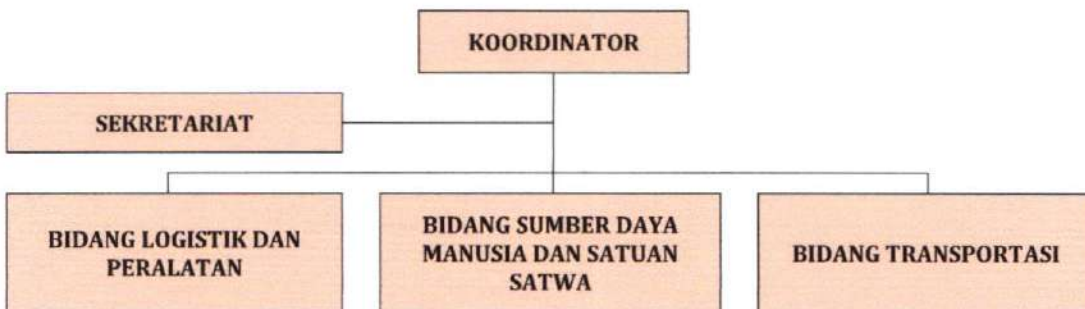 KOORDINATOR
SEKRETARIAT
BIDANG LOGISTIK DAN
PERALATAN
BIDANG SUMBER DAYA
MANUSIA DAN SATUAN
SATWA
BIDANG TRANSPORTASI